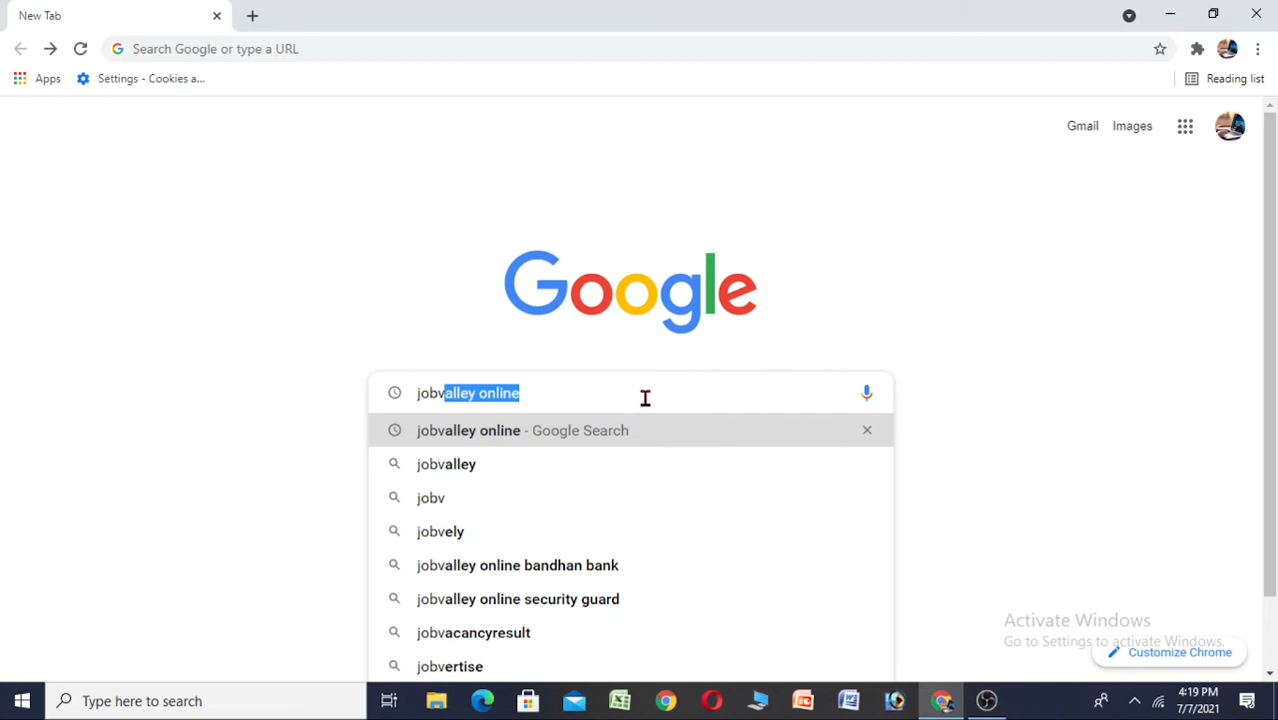 New Tab
Search Google or type a URL
Apps
Settings - Cookies a...
Reading list
Gmail
Images
Google
jobvalley online
jobvalley online - Google Search
jobvalley
jobv
jobvely
jobvalley online bandhan bank
jobvalley online security guard
jobvacancyresult
jobvertise
Activate Windows
Go to Settings to activate Windows.
Customize Chrome
Type here to search
4:19 PM
7/7/2021